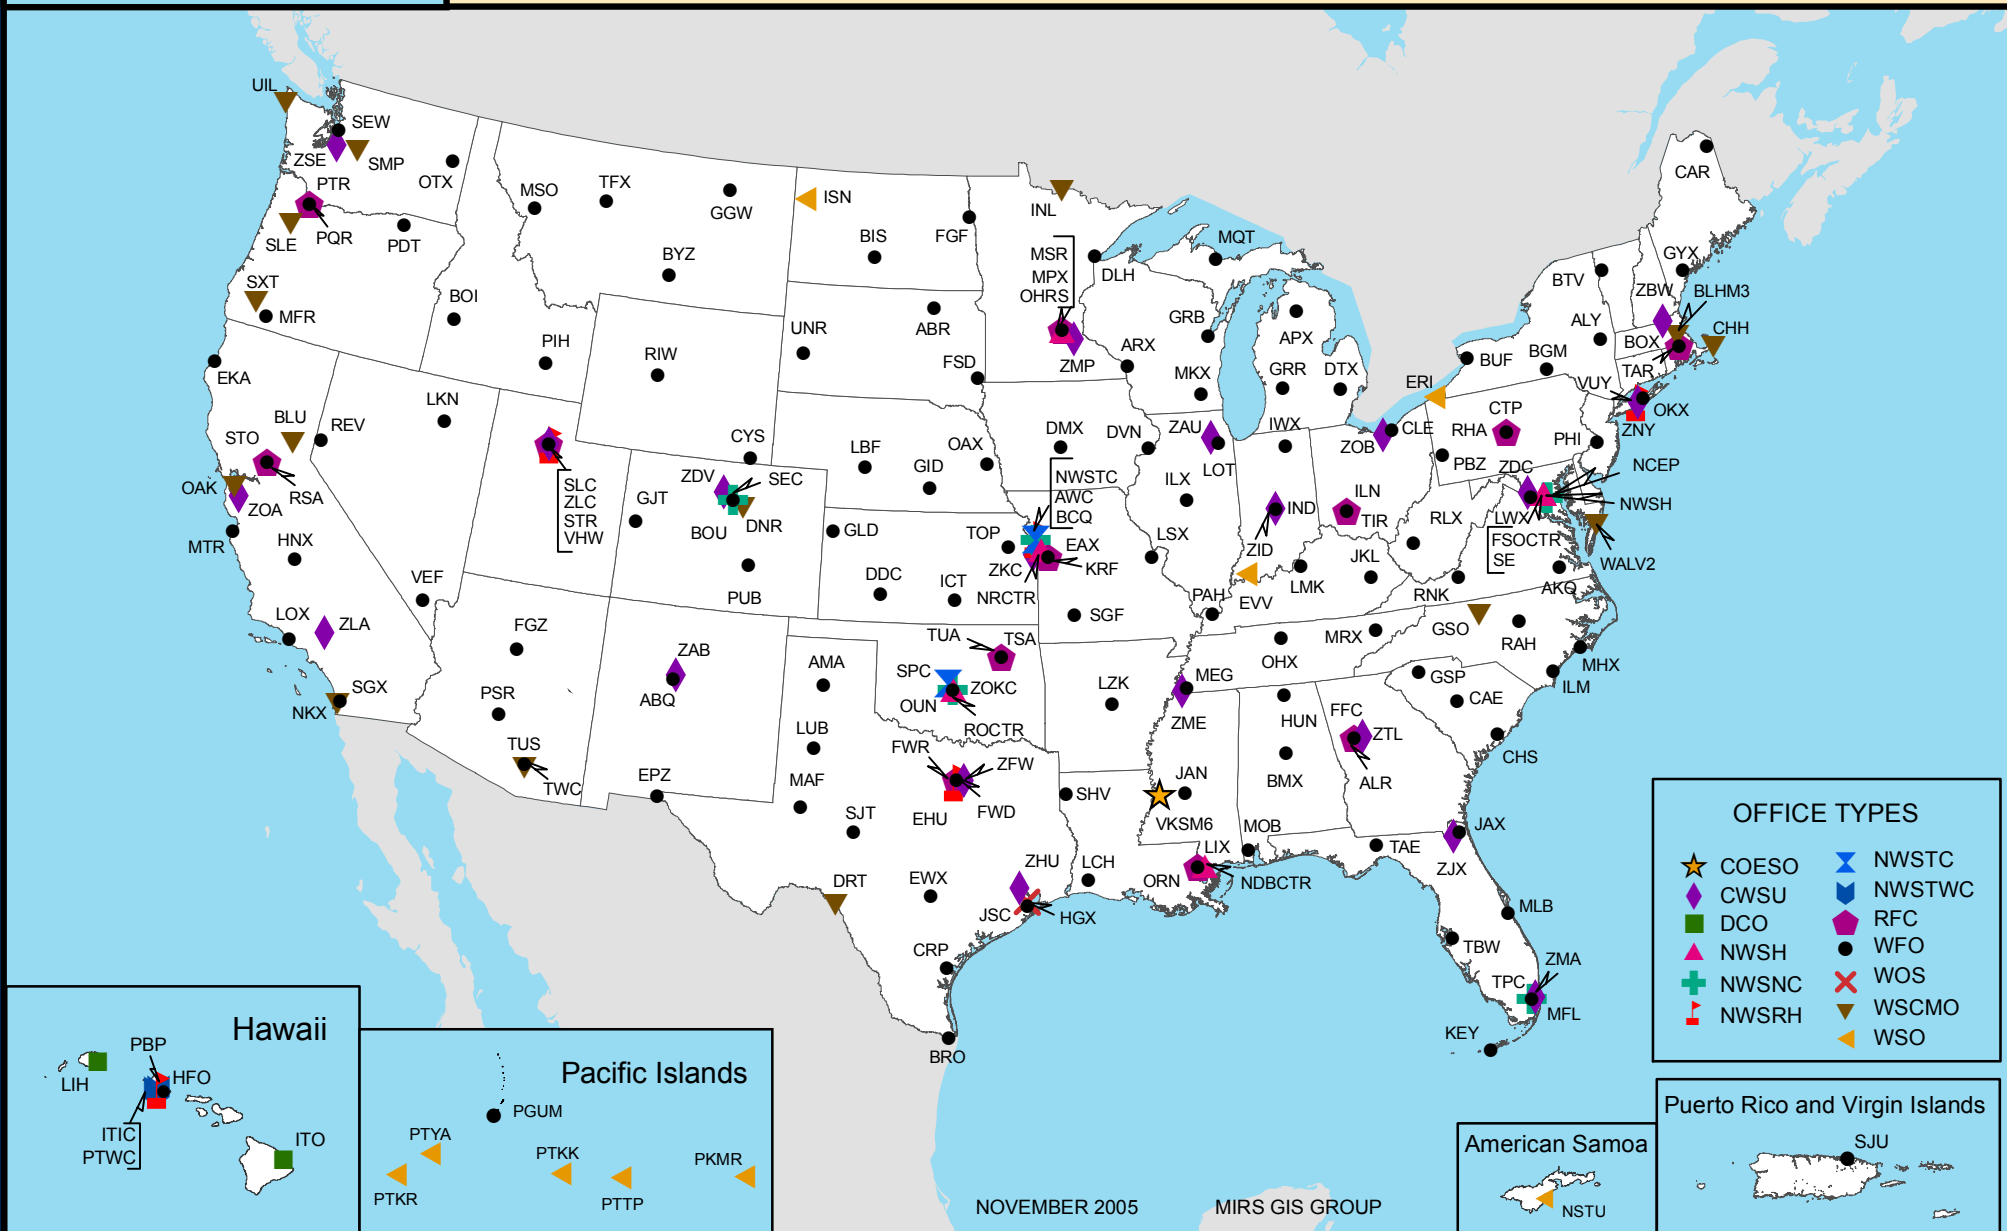 UIL
SEW
ZSE
SMP
OTX
PTR
PQR
SLE
PDT
SXT
MFR
MSO
TFX
GGW
BYZ
BOI
PIH
ISN
BIS
FGF
INL
MSR
MPX
OHRS
DLH
MQT
ABR
UNR
RIW
FSD
ZMP
ARX
GRB
MKX
APX
GRR
DTX
CAR
GYX
BTV
ZBW
BLHM3
ALY
CHH
BOX
TAR
BUF
BGM
ERI
VUY
OKX
ZNY
CTP
RHA
PHI
PBZ
ZDC
NCEP
NWSH
LWX
FSOCTR
SE
WALV2
AKQ
RNK
RLX
EKA
BLU
REV
LKN
STO
RSA
OAK
ZOA
MTR
HNX
SLC
ZLC
STR
VHW
CYS
ZDV
SEC
GJT
BOU
DNR
PUB
LBF
GID
OAX
DMX
DVN
ZAU
LOT
IWX
ZOB
CLE
NWSTC
AWC
BCQ
ILX
IND
ILN
TIR
ZID
GLD
TOP
EAX
KRF
ZKC
NRCTR
LSX
DDC
ICT
SGF
PAH
EVV
LMK
JKL
VEF
LOX
ZLA
SGX
NKX
FGZ
PSR
TUS
TWC
ZAB
ABQ
EPZ
AMA
LUB
MAF
SJT
TUA
TSA
SPC
ZOKC
OUN
ROCTR
FWR
ZFW
FWD
EHU
LZK
MEG
ZME
OHX
MRX
GSO
RAH
MHX
ILM
GSP
CAE
CHS
HUN
FFC
ZTL
ALR
BMX
SHV
JAN
VKSM6
MOB
LIX
LCH
ORN
NDBCTR
TAE
JAX
ZJX
MLB
TBW
ZMA
TPC
MFL
KEY
DRT
EWX
ZHU
JSC
HGX
CRP
BRO
OFFICE TYPES
COESO
CWSU
DCO
NWSH
NWSNC
NWSRH
NWSTC
NWSTWC
RFC
WFO
WOS
WSCMO
WSO
Hawaii
PBP
HFO
LIH
ITIC
PTWC
ITO
Pacific Islands
PGUM
PTYA
PTKR
PTKK
PTTP
PKMR
NOVEMBER 2005
MIRS GIS GROUP
American Samoa
NSTU
Puerto Rico and Virgin Islands
SJU